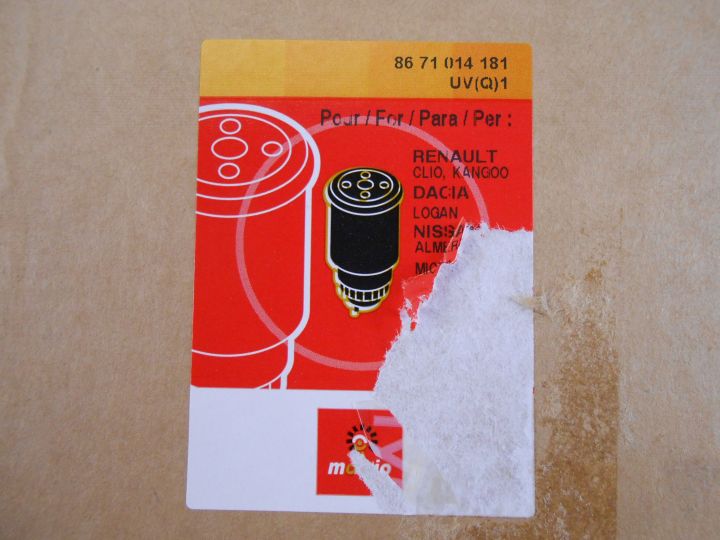 86 71 014 181
UV(Q)1
Pour / For / Para / Per :
RENAULT
CLIO, KANGOO
DACIA
LOGAN